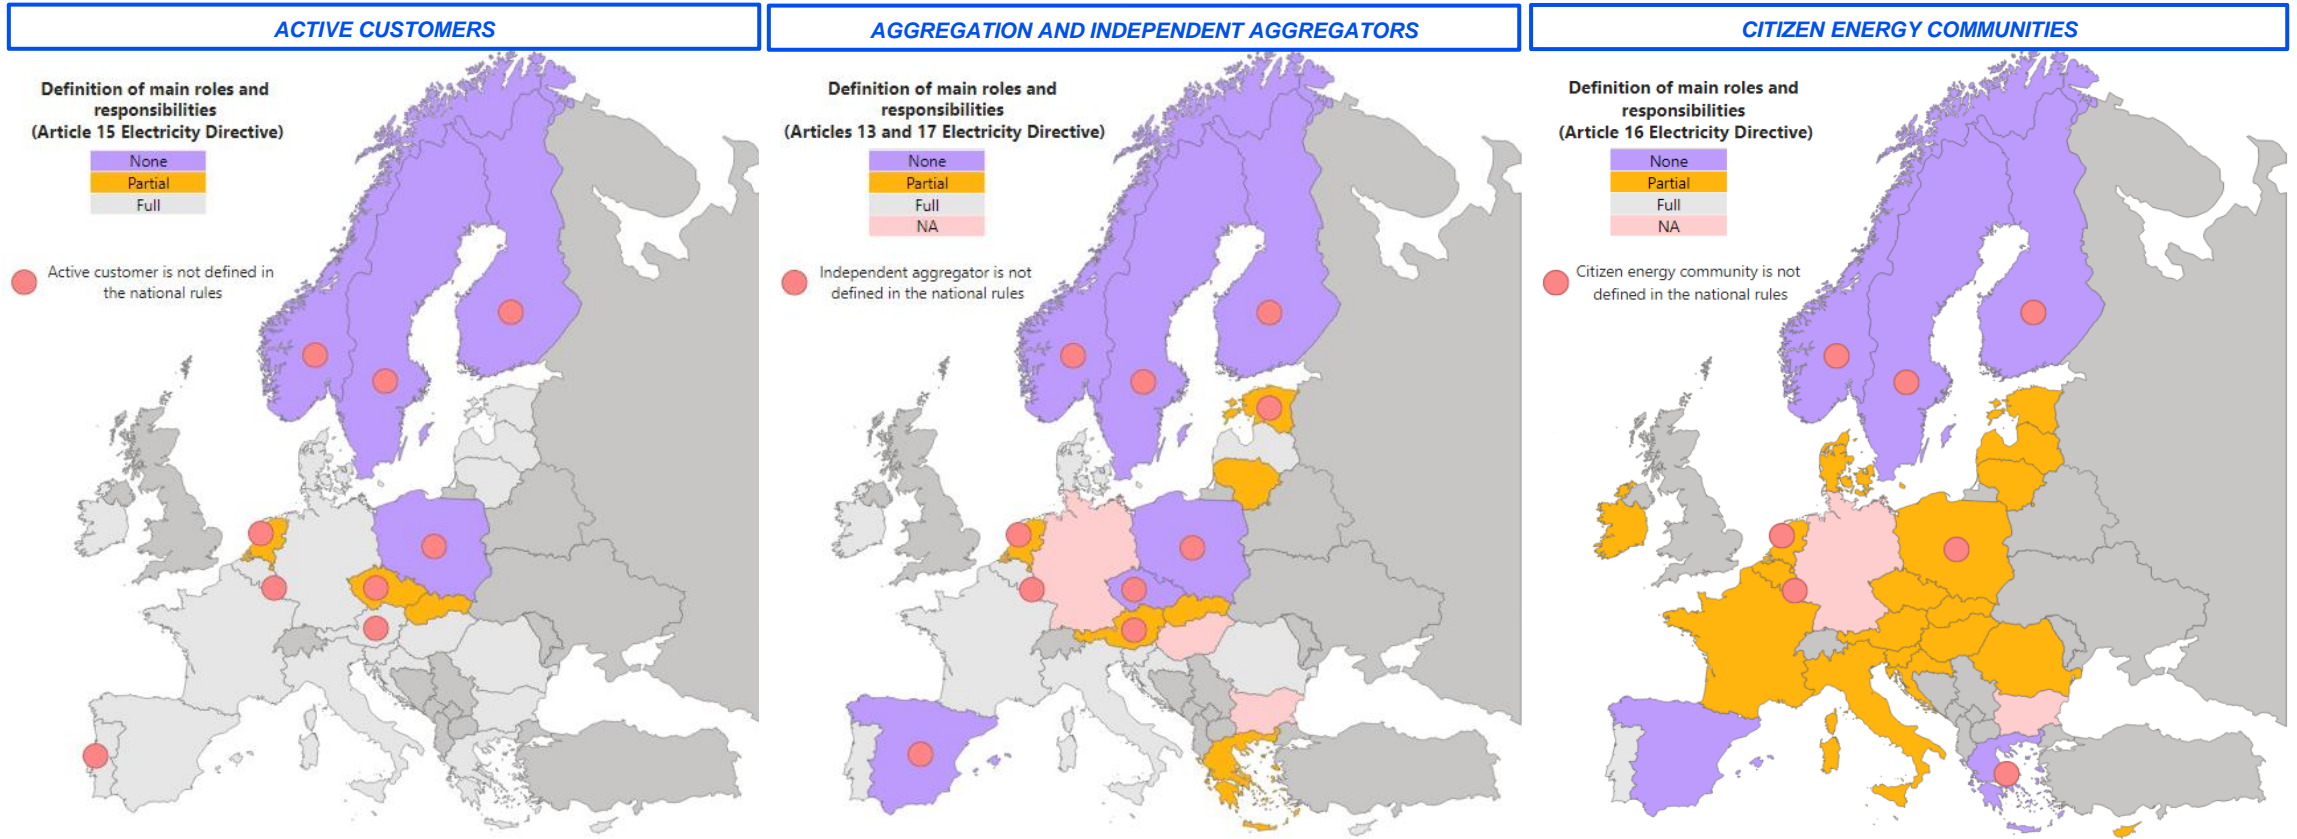 ACTIVE CUSTOMERS
Definition of main roles and
responsibilities
(Article 15 Electricity Directive)
None
Partial
Full
Active customer is not defined in
the national rules
AGGREGATION AND INDEPENDENT AGGREGATORS
Definition of main roles and
responsibilities
(Articles 13 and 17 Electricity Directive)
None
Partial
Full
NA
Independent aggregator is not
defined in the national rules
CITIZEN ENERGY COMMUNITIES
Definition of main roles and
responsibilities
(Article 16 Electricity Directive)
None
Partial
Full
NA
Citizen energy community is not
defined in the national rules